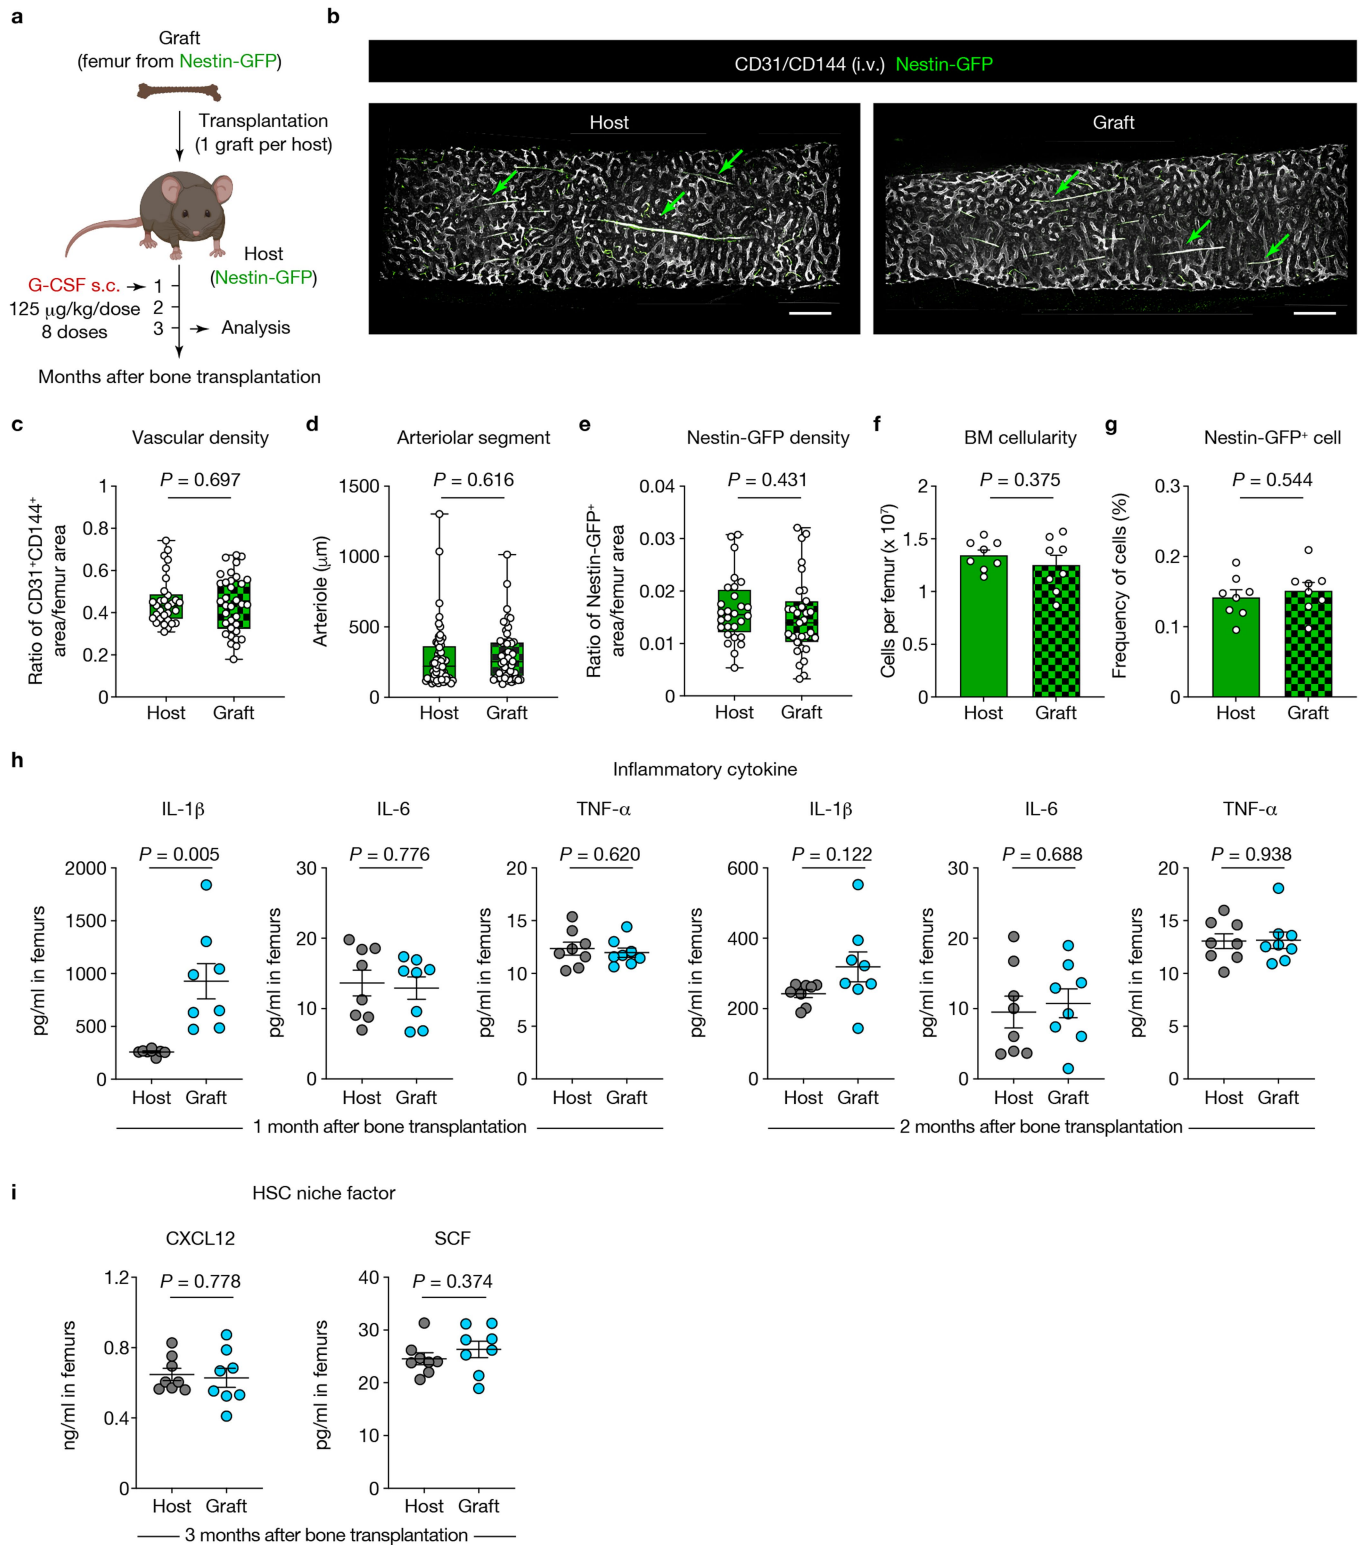 a
Graft
(femur from Nestin-GFP)
Transplantation
(1 graft per host)
Host
(Nestin-GFP)
G-CSF s.c.
125 µg/kg/dose
8 doses
1
2
3
Analysis
Months after bone transplantation
b
CD31/CD144 (i.v.) Nestin-GFP
Host
Graft
c
Vascular density
P = 0.697
Ratio of CD31⁺CD144⁺
area/femur area
1
0.8
0.6
0.4
0.2
0
Host
Graft
d
Arteriolar segment
P = 0.616
Arteriole (µm)
1500
1000
500
0
Host
Graft
e
Nestin-GFP density
P = 0.431
Ratio of Nestin-GFP⁺
area/femur area
0.04
0.03
0.02
0.01
0
Host
Graft
f
BM cellularity
P = 0.375
Cells per femur (x 10⁷)
2
1.5
1
0.5
0
Host
Graft
g
Nestin-GFP⁺ cell
P = 0.544
Frequency of cells (%)
0.3
0.2
0.1
0
Host
Graft
h
Inflammatory cytokine
IL-1β
P = 0.005
pg/ml in femurs
2000
1500
1000
500
0
Host
Graft
IL-6
P = 0.776
pg/ml in femurs
30
20
10
0
Host
Graft
TNF-α
P = 0.620
pg/ml in femurs
20
15
10
5
0
Host
Graft
1 month after bone transplantation
IL-1β
P = 0.122
pg/ml in femurs
600
400
200
0
Host
Graft
IL-6
P = 0.688
pg/ml in femurs
30
20
10
0
Host
Graft
TNF-α
P = 0.938
pg/ml in femurs
20
15
10
5
0
Host
Graft
2 months after bone transplantation
i
HSC niche factor
CXCL12
P = 0.778
ng/ml in femurs
1.2
0.8
0.4
0
Host
Graft
SCF
P = 0.374
pg/ml in femurs
40
30
20
10
0
Host
Graft
3 months after bone transplantation